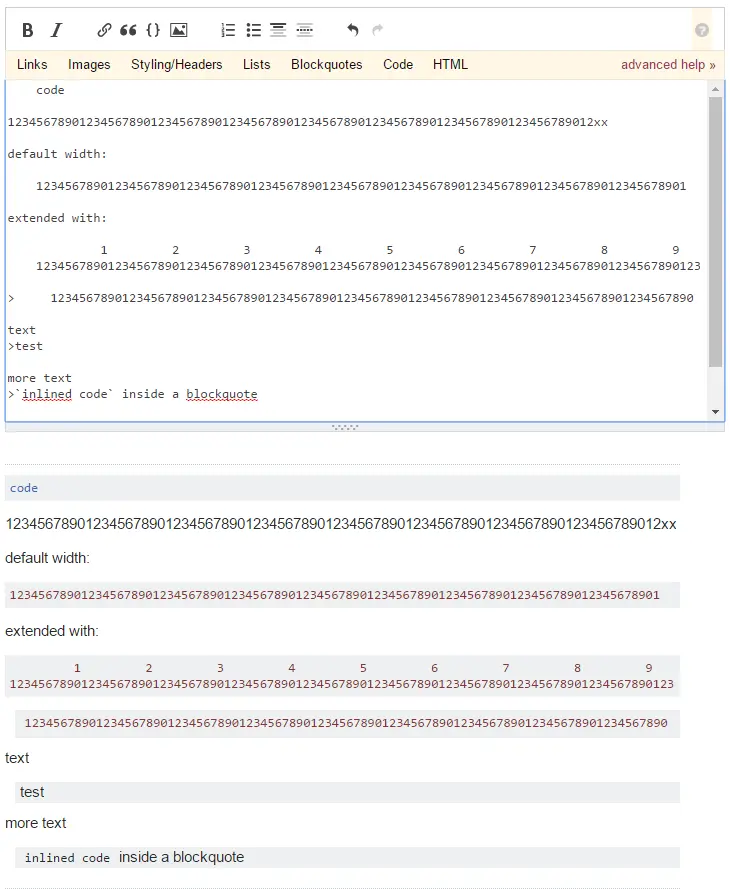 B I {} ?
Links Images Styling/Headers Lists Blockquotes Code HTML advanced help »
code
1234567890123456789012345678901234567890123456789012345678901234567890123456789012xx
default width:
1234567890123456789012345678901234567890123456789012345678901234567890123456789012345678901
extended with:
         1         2         3         4         5         6         7         8         9
123456789012345678901234567890123456789012345678901234567890123456789012345678901234567890123
>     123456789012345678901234567890123456789012345678901234567890123456789012345678901234567890
text
>test
more text
>`inlined code` inside a blockquote
code
1234567890123456789012345678901234567890123456789012345678901234567890123456789012xx
default width:
1234567890123456789012345678901234567890123456789012345678901234567890123456789012345678901
extended with:
         1         2         3         4         5         6         7         8         9
123456789012345678901234567890123456789012345678901234567890123456789012345678901234567890123
123456789012345678901234567890123456789012345678901234567890123456789012345678901234567890
text
test
more text
inlined code inside a blockquote